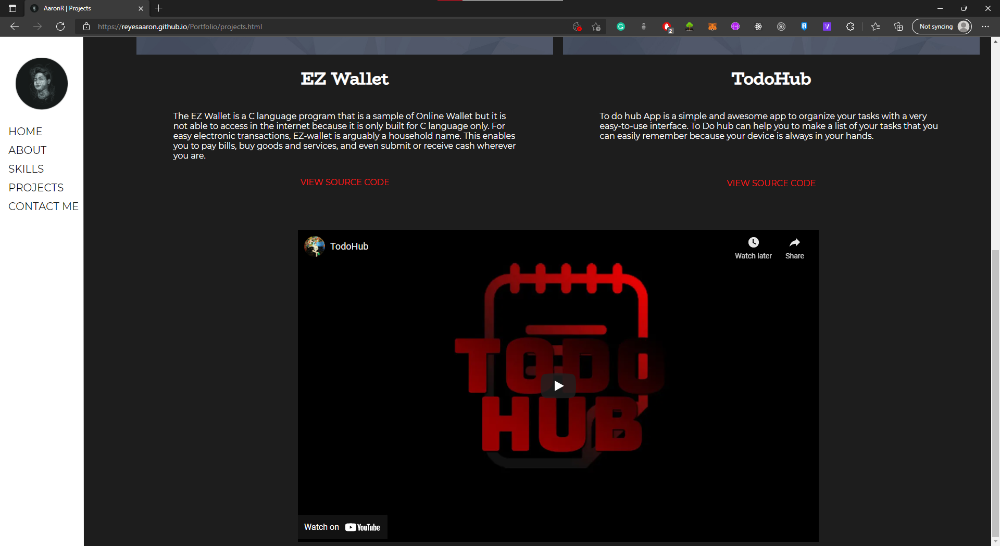 AaronR | Projects
https://reyesaaron.github.io/Portfolio/projects.html
2
Not syncing
HOME
ABOUT
SKILLS
PROJECTS
CONTACT ME
EZ Wallet
The EZ Wallet is a C language program that is a sample of Online Wallet but it is
not able to access in the internet because it is only built for C language only. For
easy electronic transactions, EZ-wallet is arguably a household name. This enables
you to pay bills, buy goods and services, and even submit or receive cash wherever
you are.
VIEW SOURCE CODE
TodoHub
To do hub App is a simple and awesome app to organize your tasks with a very
easy-to-use interface. To Do hub can help you to make a list of your tasks that you
can easily remember because your device is always in your hands.
VIEW SOURCE CODE
TodoHub
Watch later
Share
TODO
HUB
Watch on YouTube